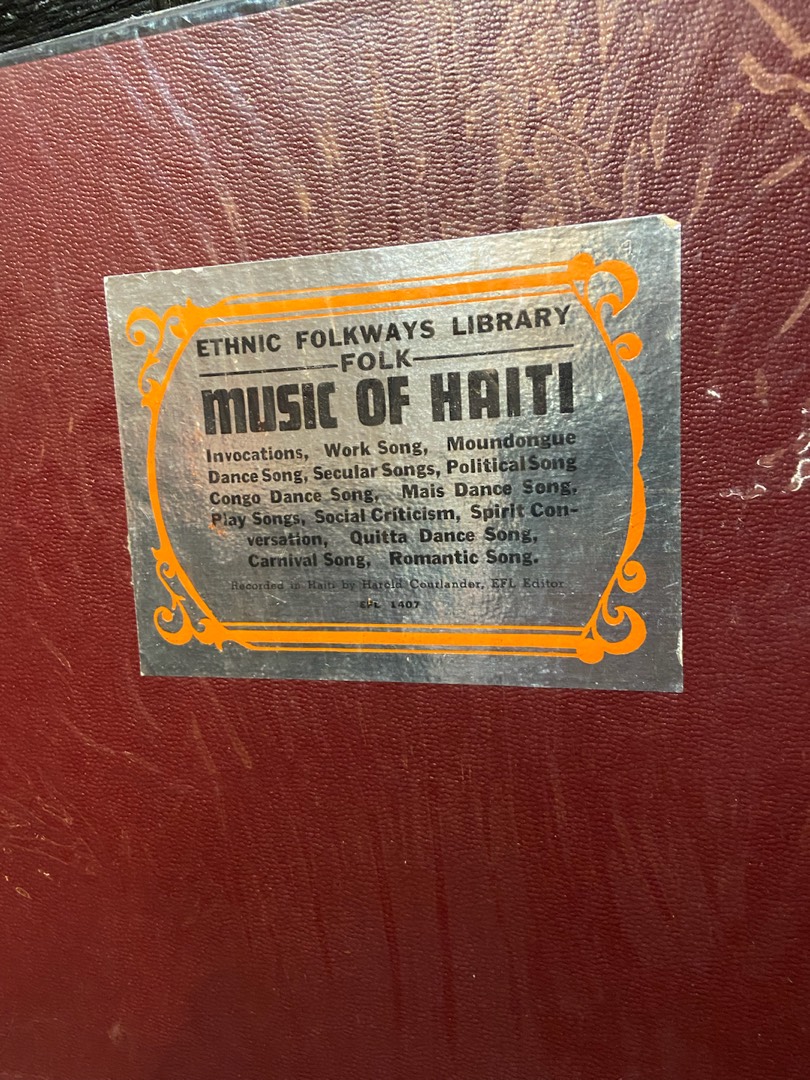 ETHNIC FOLKWAYS LIBRARY
FOLK
MUSIC OF HAITI
Invocations, Work Song, Moundongue
Dance Song, Secular Songs, Political Song
Congo Dance Song, Mais Dance Song,
Play Songs, Social Criticism, Spirit Con-
versation, Quitta Dance Song,
Carnival Song, Romantic Song.
Recorded in Haiti by Harold Courlander, EFL Editor
EFL 1407